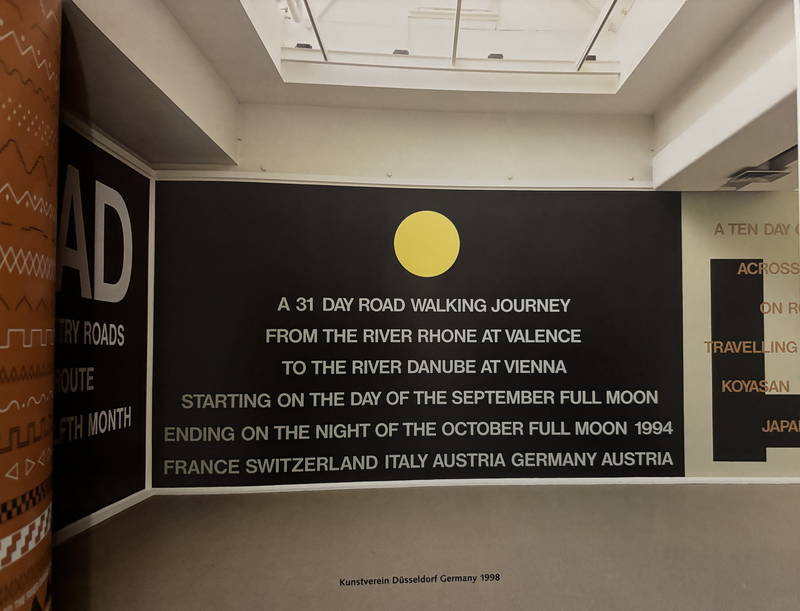 AD
TRY ROADS
ROUTE
FTH MONTH
A 31 DAY ROAD WALKING JOURNEY
FROM THE RIVER RHONE AT VALENCE
TO THE RIVER DANUBE AT VIENNA
STARTING ON THE DAY OF THE SEPTEMBER FULL MOON
ENDING ON THE NIGHT OF THE OCTOBER FULL MOON 1994
FRANCE SWITZERLAND ITALY AUSTRIA GERMANY AUSTRIA
A TEN DAY
ACROSS
ON
TRAVELLING
KOYASAN
JAPA
Kunstverein Düsseldorf Germany 1998